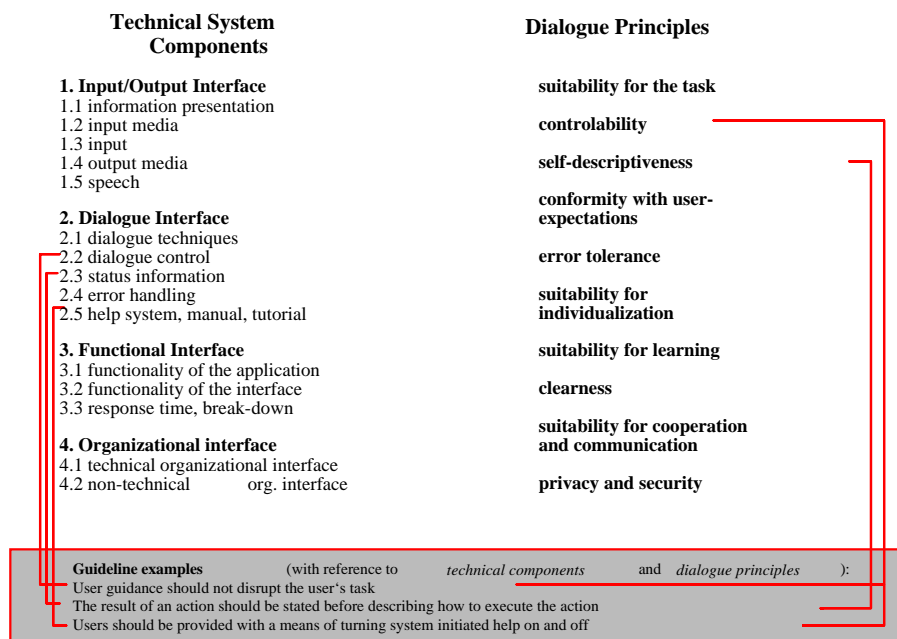 Technical System
Components
1. Input/Output Interface
1.1 information presentation
1.2 input media
1.3 input
1.4 output media
1.5 speech
2. Dialogue Interface
2.1 dialogue techniques
2.2 dialogue control
2.3 status information
2.4 error handling
2.5 help system, manual, tutorial
3. Functional Interface
3.1 functionality of the application
3.2 functionality of the interface
3.3 response time, break-down
4. Organizational interface
4.1 technical organizational interface
4.2 non-technical org. interface
Dialogue Principles
suitability for the task
controlability
self-descriptiveness
conformity with user-
expectations
error tolerance
suitability for
individualization
suitability for learning
clearness
suitability for cooperation
and communication
privacy and security
Guideline examples (with reference to technical components and dialogue principles ):
User guidance should not disrupt the user‘s task
The result of an action should be stated before describing how to execute the action
Users should be provided with a means of turning system initiated help on and off